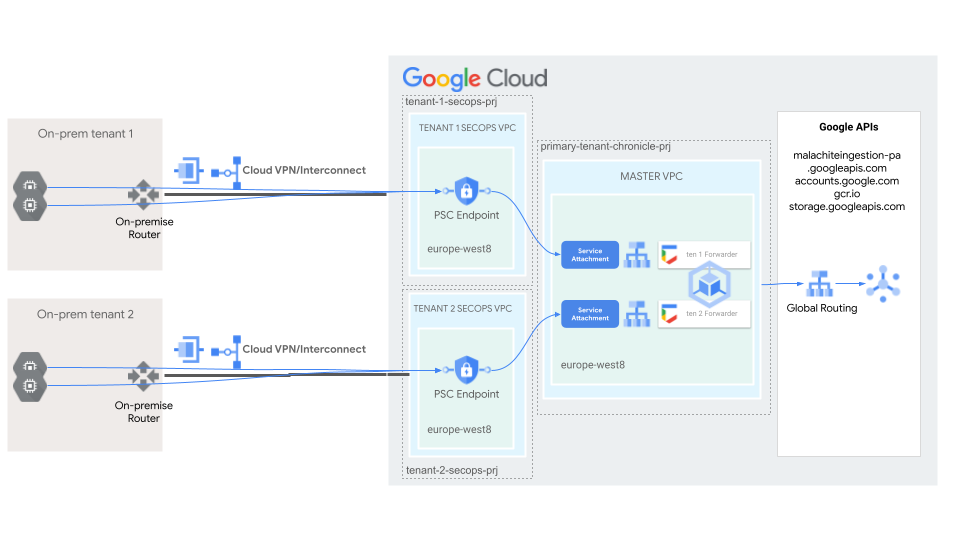 Google Cloud
tenant-1-secops-prj
On-prem tenant 1
TENANT 1 SECOPS VPC
Cloud VPN/Interconnect
On-premise
Router
PSC Endpoint
europe-west8
primary-tenant-chronicle-prj
MASTER VPC
Service
Attachment
ten 1 Forwarder
Service
Attachment
ten 2 Forwarder
europe-west8
Google APIs
malachiteingestion-pa
.googleapis.com
accounts.google.com
gcr.io
storage.googleapis.com
Global Routing
On-prem tenant 2
TENANT 2 SECOPS VPC
Cloud VPN/Interconnect
On-premise
Router
PSC Endpoint
europe-west8
tenant-2-secops-prj